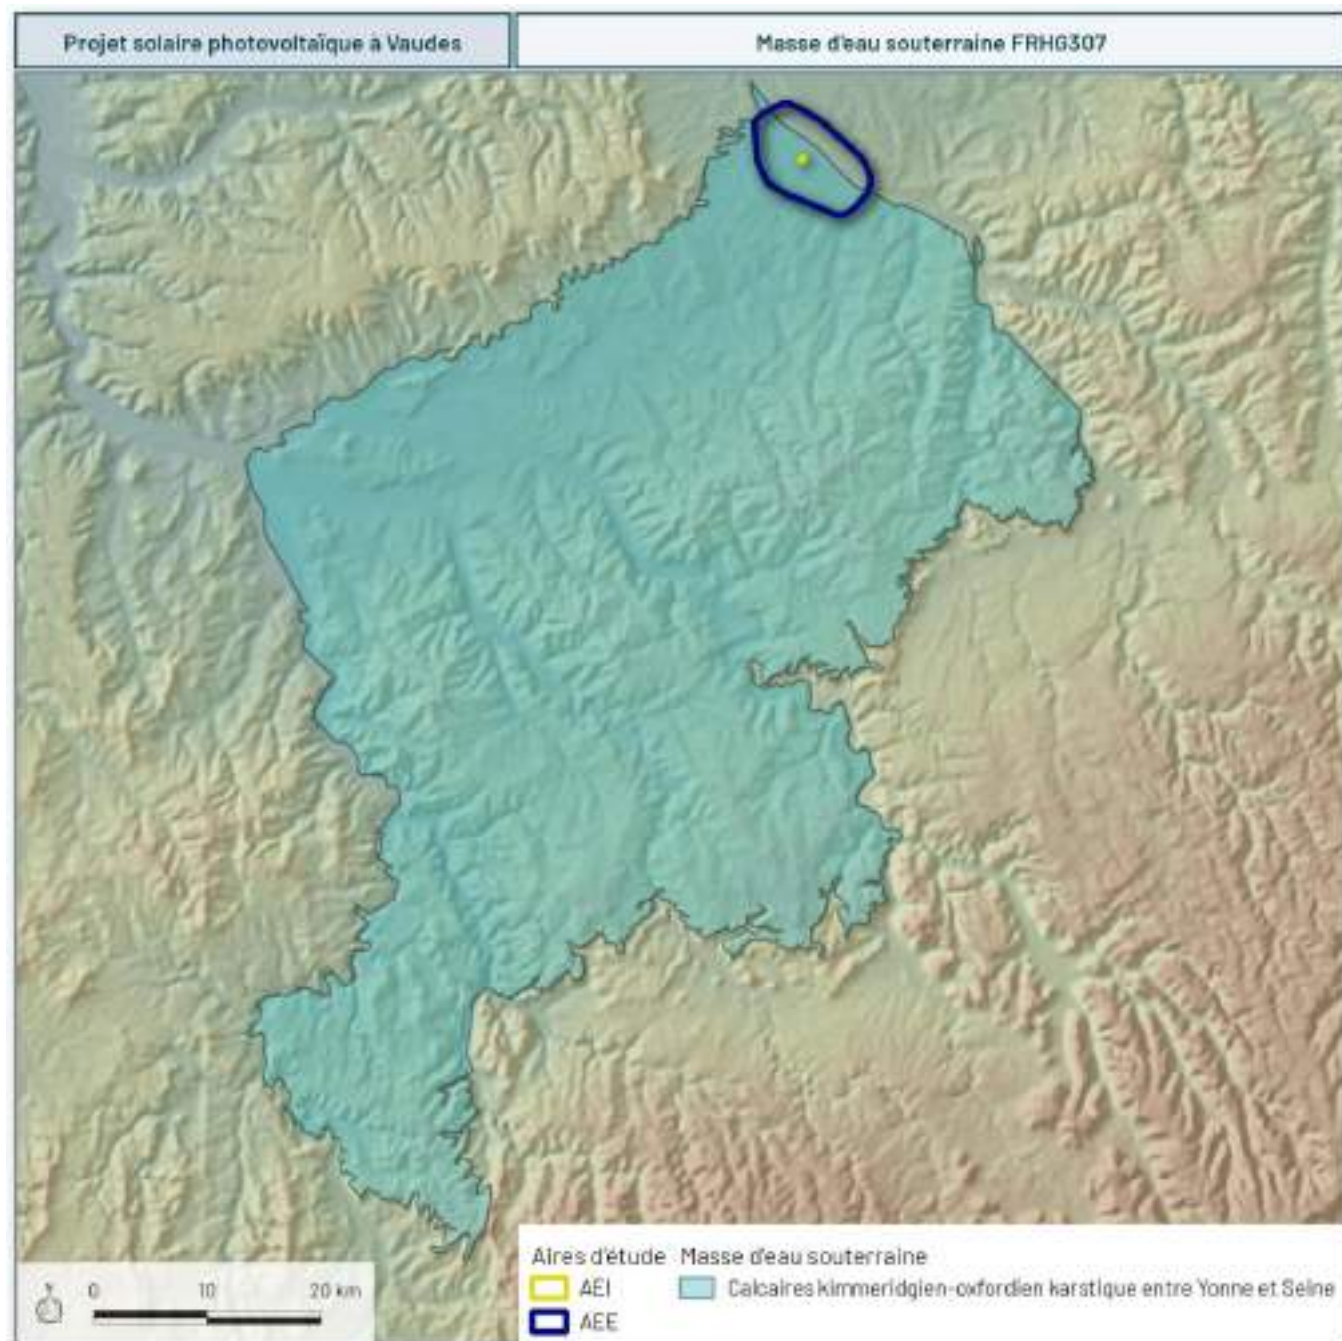 Projet solaire photovoltaïque à Vaudes
Masse d'eau souterraine FRHG307
Aires d'étude
Masse d'eau souterraine
AEI
Calcaires kimmeridgien-oxfordien karstique entre Yonne et Seine
AEE
0 10 20 km